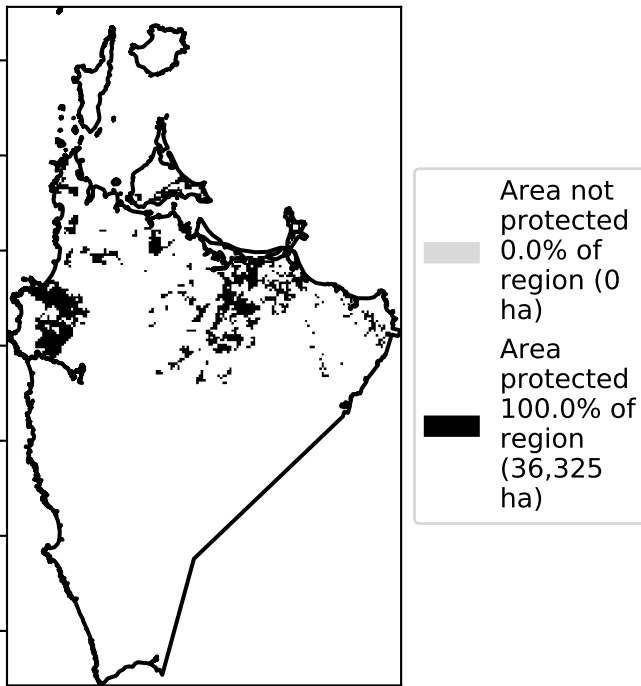 Area not
protected
0.0% of
region (0
ha)
Area
protected
100.0% of
region
(36,325
ha)